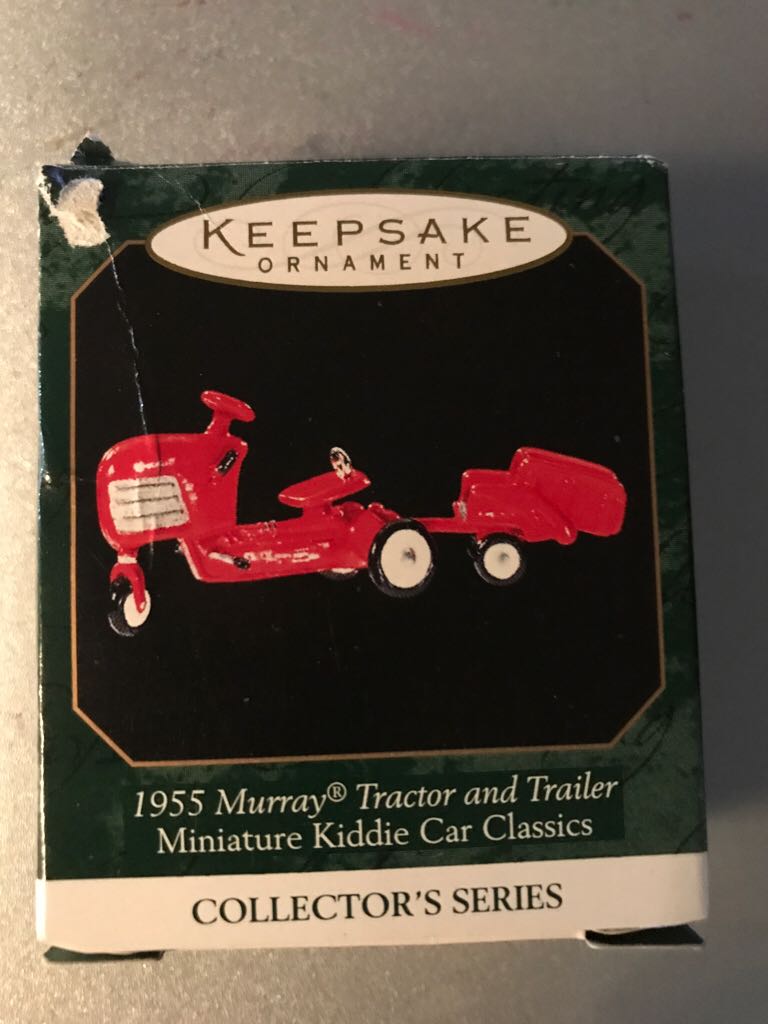 KEEPSAKE
ORNAMENT
1955 Murray® Tractor and Trailer
Miniature Kiddie Car Classics
COLLECTOR'S SERIES